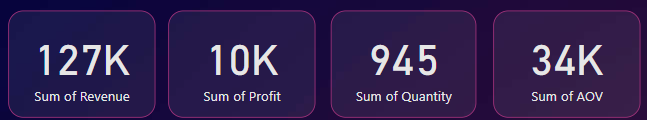 127K
Sum of Revenue
10K
Sum of Profit
945
Sum of Quantity
34K
Sum of AOV